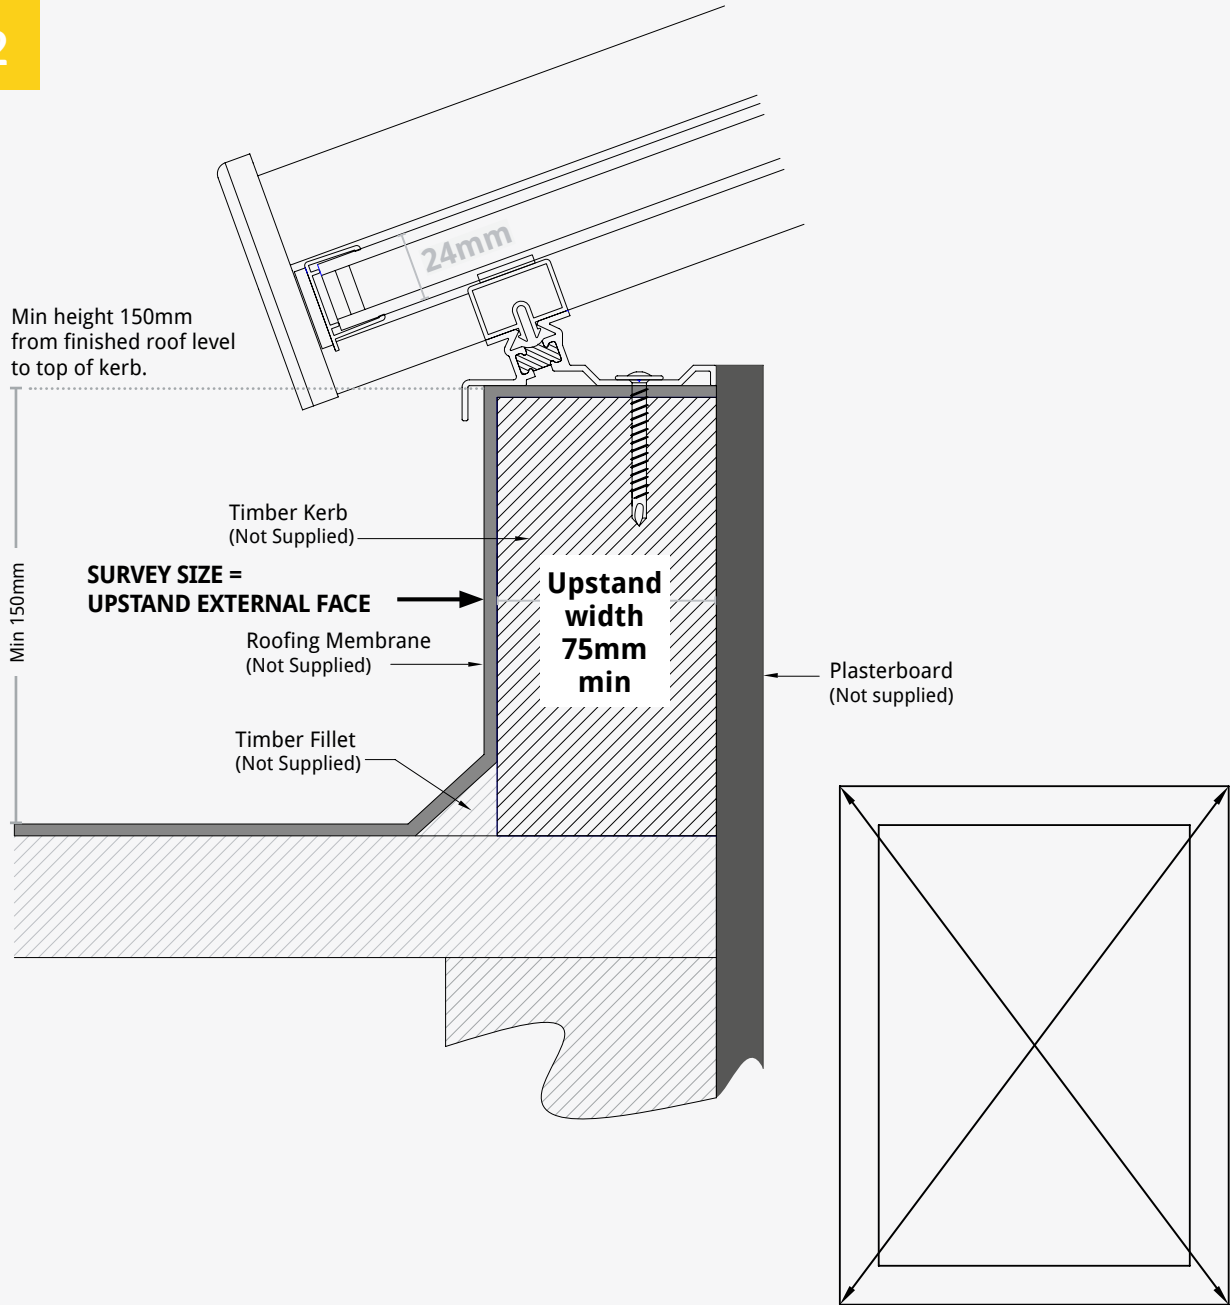 2
24mm
Min height 150mm
from finished roof level
to top of kerb.
Timber Kerb
(Not Supplied)
SURVEY SIZE =
UPSTAND EXTERNAL FACE
Min 150mm
Upstand
width
75mm
min
Roofing Membrane
(Not Supplied)
Plasterboard
(Not supplied)
Timber Fillet
(Not Supplied)